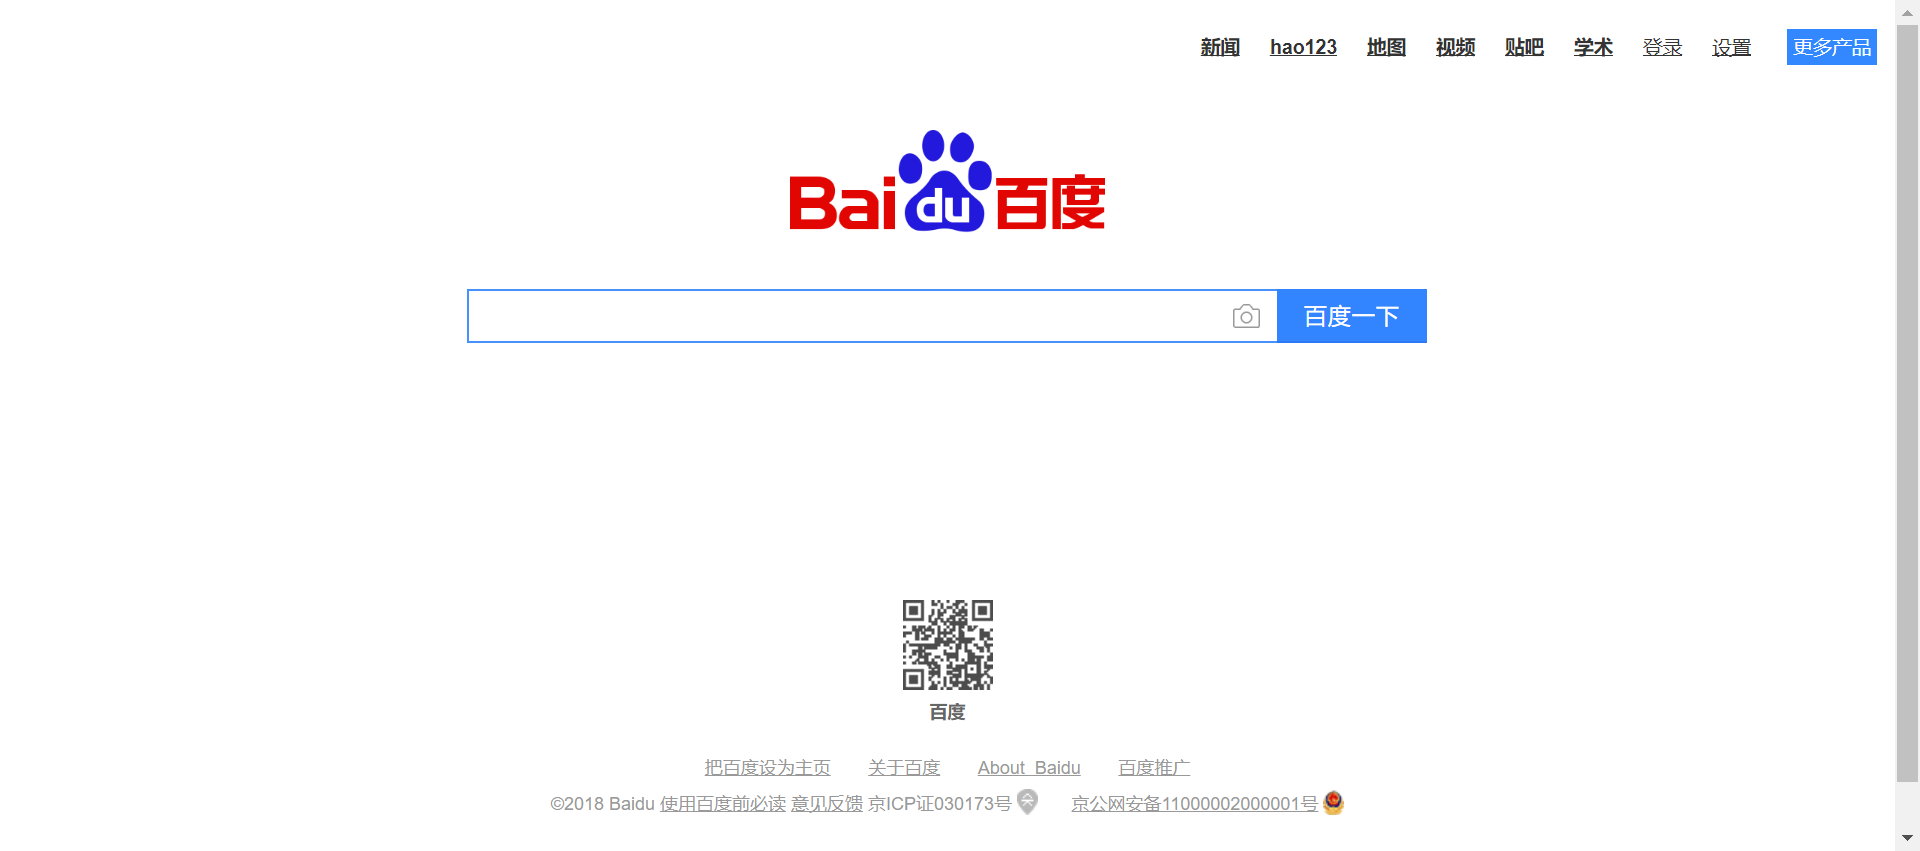 新闻 hao123 地图 视频 贴吧 学术 登录 设置 更多产品
Bai du 百度
百度一下
百度
把百度设为主页 关于百度 About Baidu 百度推广
©2018 Baidu 使用百度前必读 意见反馈 京ICP证030173号 京公网安备11000002000001号